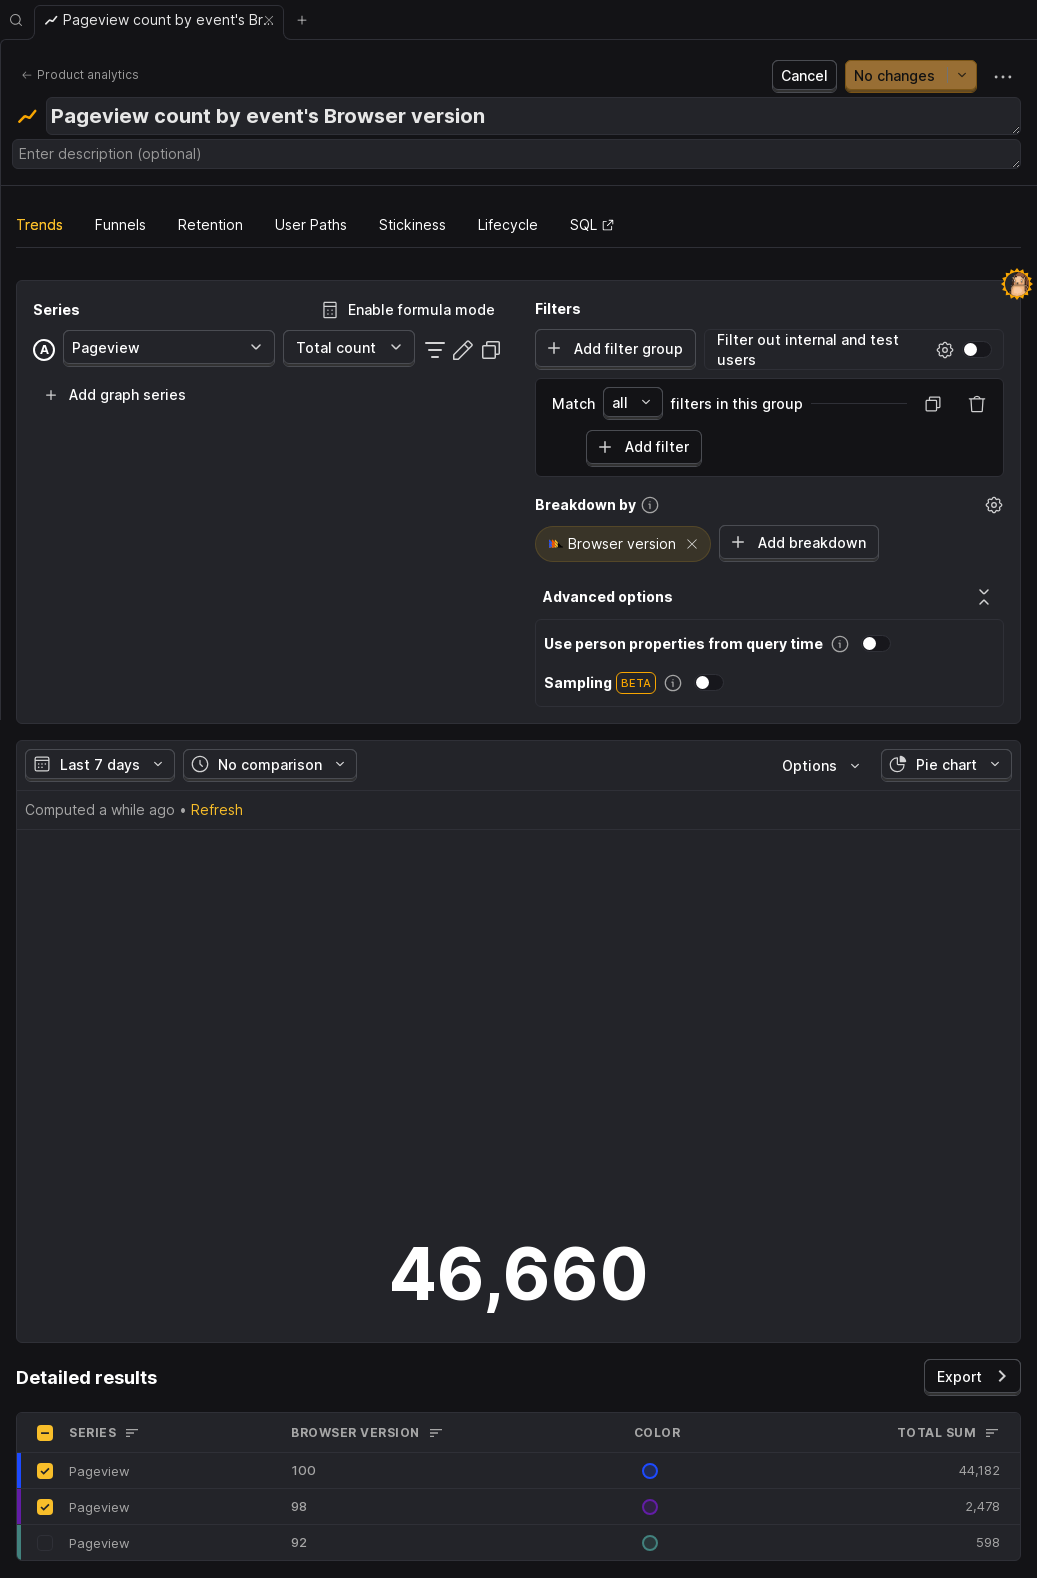 Pageview count by event's Br...
Product analytics
Cancel
No changes
Pageview count by event's Browser version
Enter description (optional)
Trends
Funnels
Retention
User Paths
Stickiness
Lifecycle
SQL
Series
Enable formula mode
A
Pageview
Total count
Add graph series
Filters
Add filter group
Filter out internal and test
users
Match
all
filters in this group
Add filter
Breakdown by
Browser version
Add breakdown
Advanced options
Use person properties from query time
Sampling
BETA
Last 7 days
No comparison
Options
Pie chart
Computed a while ago • Refresh
46,660
Detailed results
Export
SERIES
BROWSER VERSION
COLOR
TOTAL SUM
Pageview
100
44,182
Pageview
98
2,478
Pageview
92
598